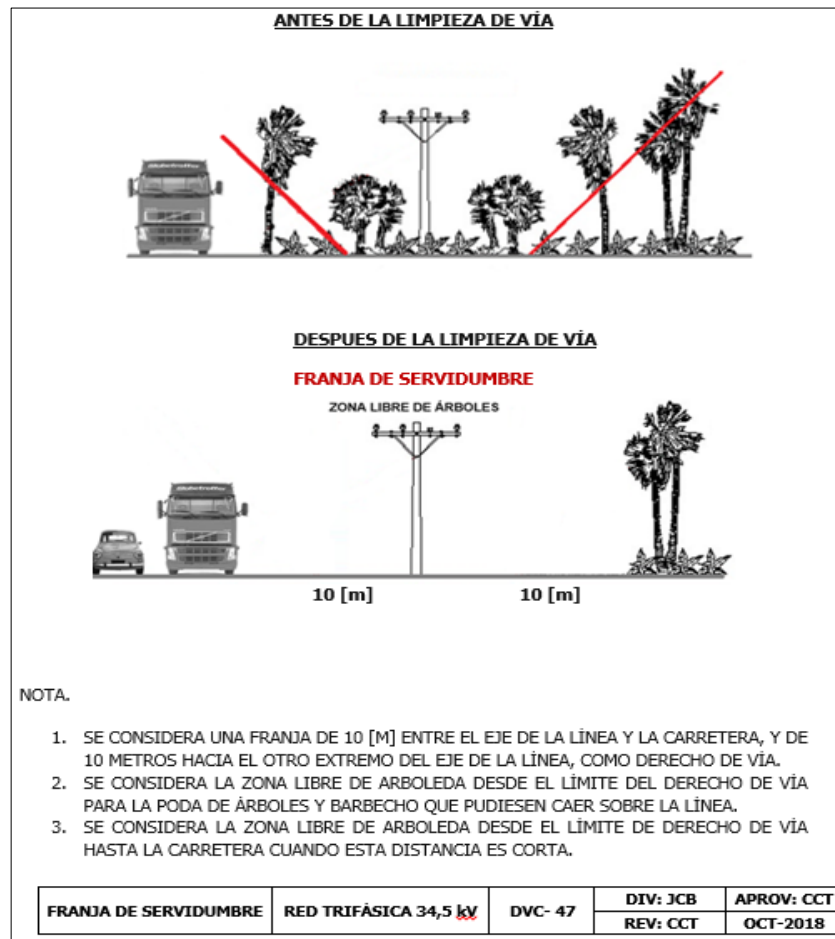 ANTES DE LA LIMPIEZA DE VÍA
DESPUES DE LA LIMPIEZA DE VÍA
FRANJA DE SERVIDUMBRE
ZONA LIBRE DE ÁRBOLES
10 [m] 10 [m]
NOTA.
1. SE CONSIDERA UNA FRANJA DE 10 [M] ENTRE EL EJE DE LA LÍNEA Y LA CARRETERA, Y DE
10 METROS HACIA EL OTRO EXTREMO DEL EJE DE LA LÍNEA, COMO DERECHO DE VÍA.
2. SE CONSIDERA LA ZONA LIBRE DE ARBOLEDA DESDE EL LÍMITE DEL DERECHO DE VÍA
PARA LA PODA DE ÁRBOLES Y BARBECHO QUE PUDIESEN CAER SOBRE LA LÍNEA.
3. SE CONSIDERA LA ZONA LIBRE DE ARBOLEDA DESDE EL LÍMITE DE DERECHO DE VÍA
HASTA LA CARRETERA CUANDO ESTA DISTANCIA ES CORTA.
FRANJA DE SERVIDUMBRE RED TRIFÁSICA 34,5 kV DVC- 47 DIV: JCB APROV: CCT
REV: CCT OCT-2018